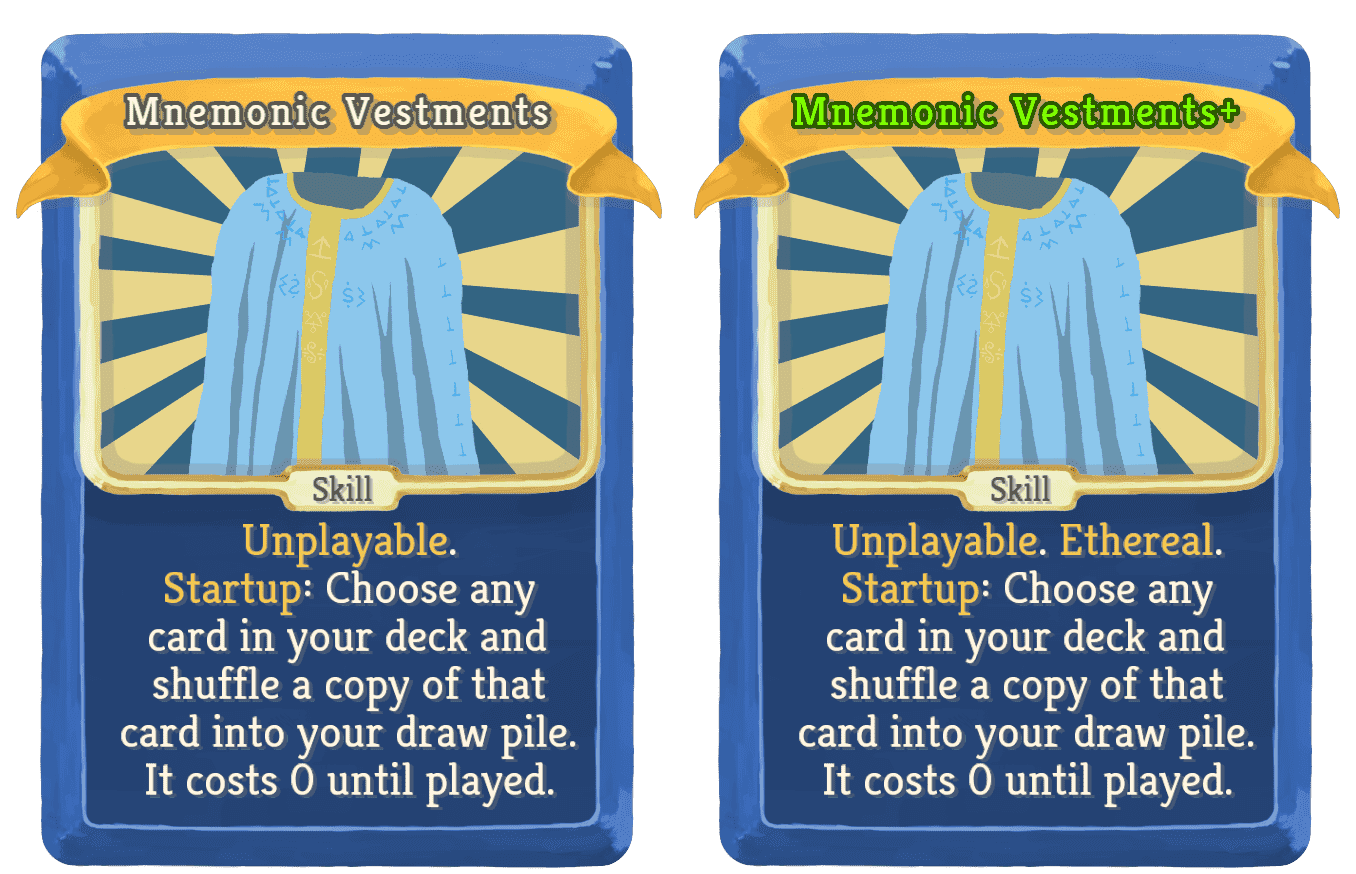 Mnemonic Vestments
Skill
Unplayable.
Startup: Choose any
card in your deck and
shuffle a copy of that
card into your draw pile.
It costs 0 until played.
Mnemonic Vestments+
Skill
Unplayable. Ethereal.
Startup: Choose any
card in your deck and
shuffle a copy of that
card into your draw pile.
It costs 0 until played.